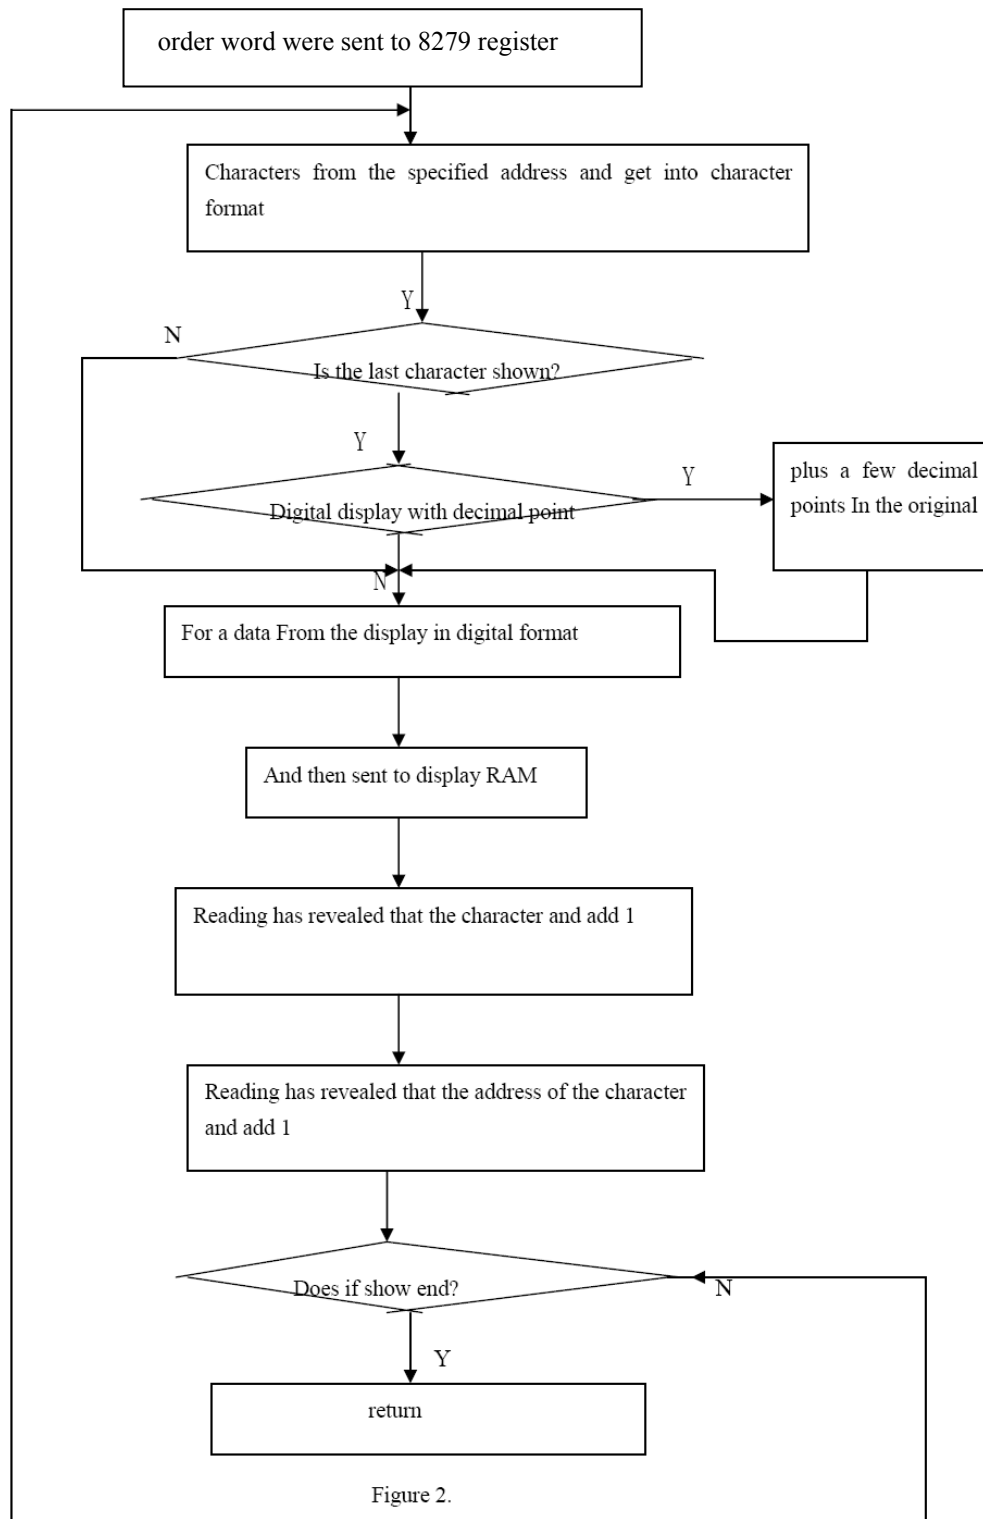 order word were sent to 8279 register
Characters from the specified address and get into character
format
Y
N
Is the last character shown?
Y
Y
plus a few decimal
points In the original
Digital display with decimal point
N
For a data From the display in digital format
And then sent to display RAM
Reading has revealed that the character and add 1
Reading has revealed that the address of the character
and add 1
Does if show end?
N
Y
return
Figure 2.